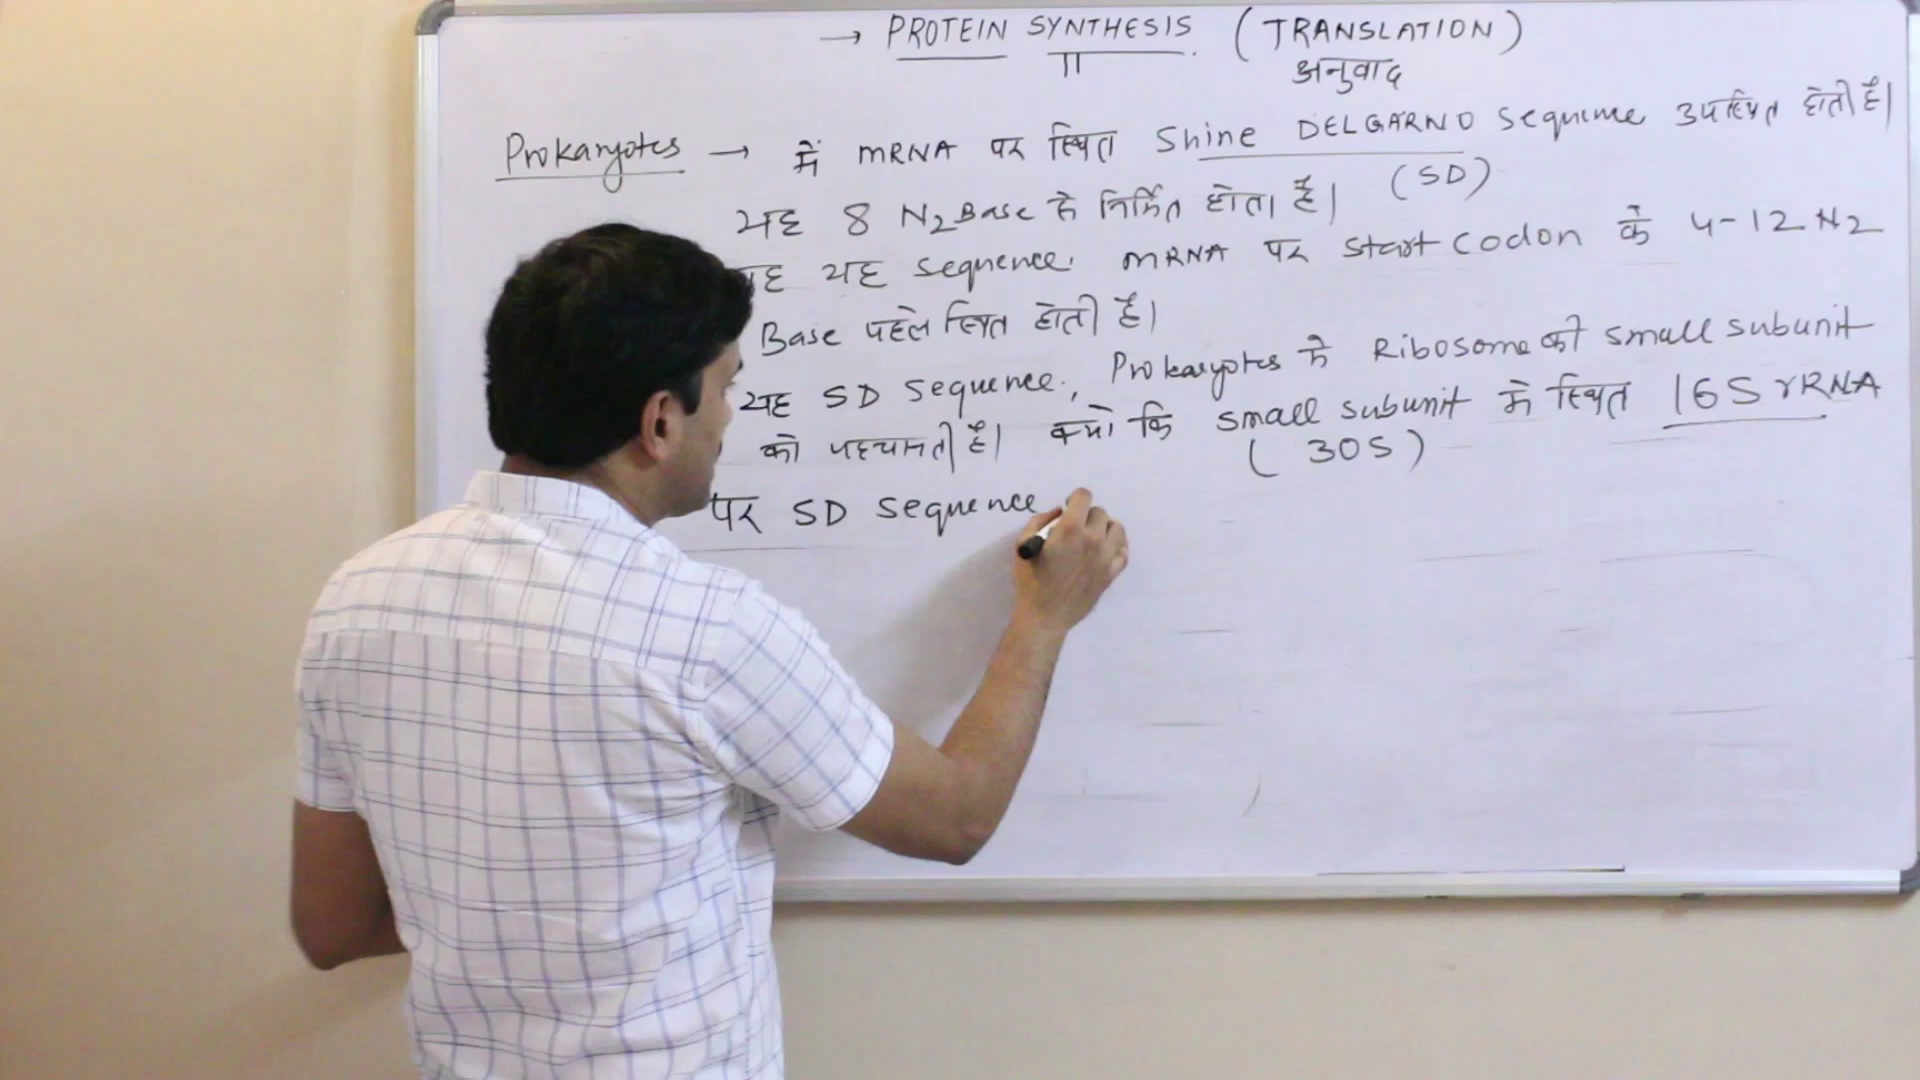 → PROTEIN SYNTHESIS (TRANSLATION)
अनुवाद
Prokaryotes → में mRNA पर स्थित Shine DELGARNO Sequence उपस्थित होती है।
(SD)
यह 8 N2 Base से निर्मित होता है।
यह sequence mRNA पर start codon के 4-12 N2
Base पहले स्थित होती है।
यह SD sequence, Prokaryotes में Ribosome की small subunit
को पहचानती है। क्यो कि small subunit में स्थित 16S rRNA
(30S)
पर SD sequence